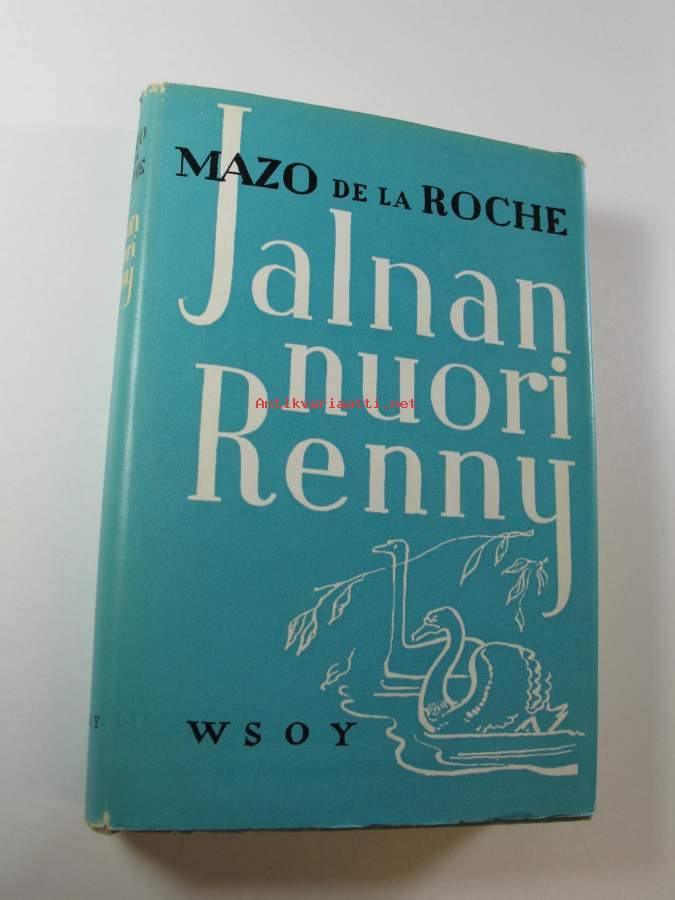 MAZO DE LA ROCHE
Jalnan
nuori
Renny
Antikvariaatti.net
WSOY